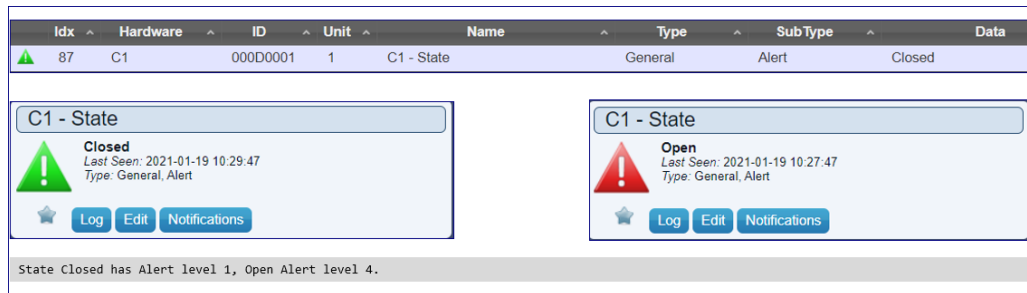 Idx Hardware ID Unit Name Type SubType Data
87 C1 000D0001 1 C1 - State General Alert Closed
C1 - State
Closed
Last Seen: 2021-01-19 10:29:47
Type: General, Alert
Log Edit Notifications
C1 - State
Open
Last Seen: 2021-01-19 10:27:47
Type: General, Alert
Log Edit Notifications
State Closed has Alert level 1, Open Alert level 4.